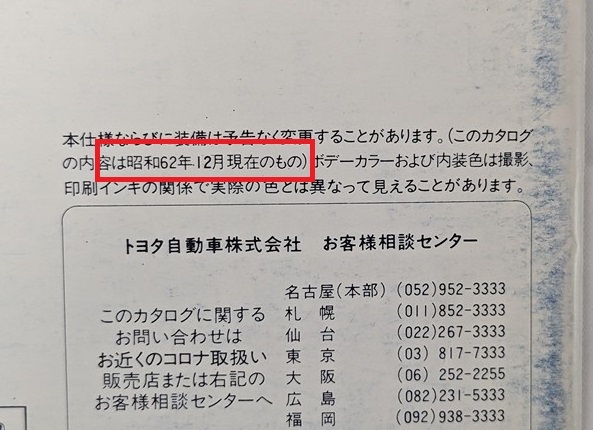 本仕様ならびに装備は予告なく変更することがあります。(このカタログ
の内容は昭和62年12月現在のもの)ボデーカラーおよび内装色は撮影、
印刷インキの関係で実際の色とは異なって見えることがあります。
トヨタ自動車株式会社 お客様相談センター
このカタログに関する
お問い合わせは
お近くのコロナ取扱い
販売店または右記の
お客様相談センターへ
名古屋(本部) (052)952-3333
札幌 (011)852-3333
仙台 (022)267-3333
東京 (03) 817-7333
大阪 (06) 252-2255
広島 (082)231-5333
福岡 (092)938-3333